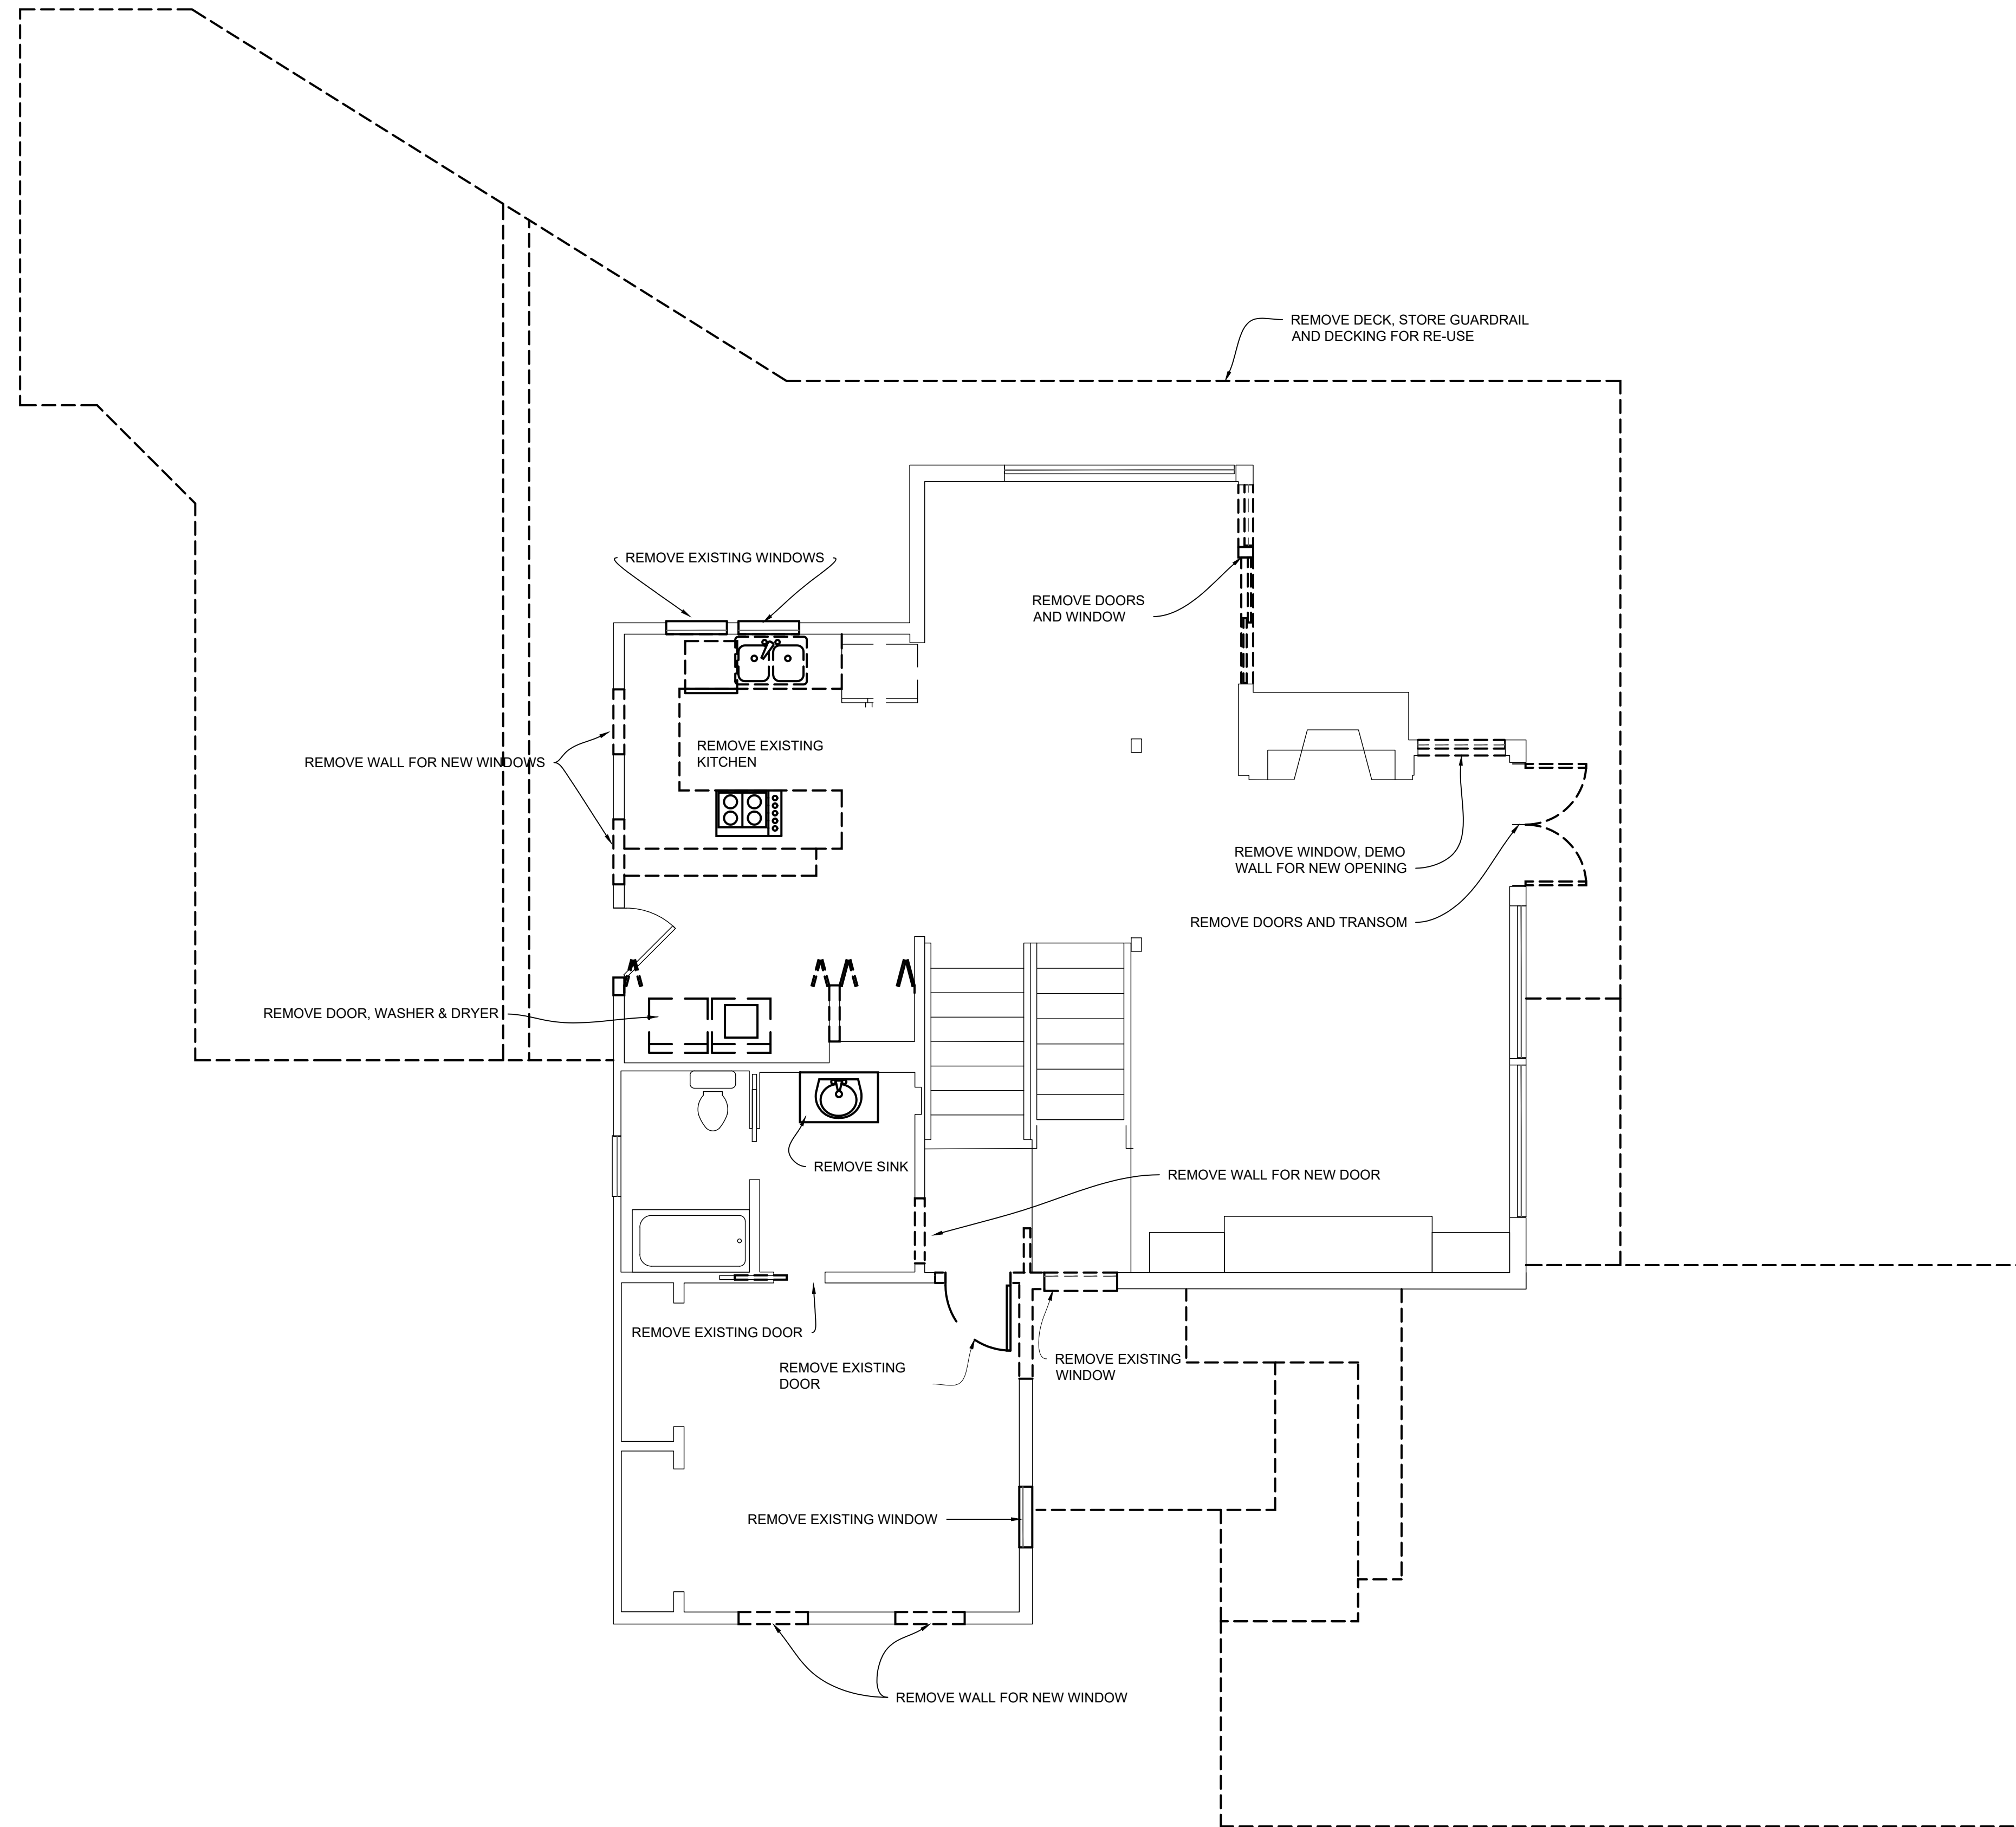 REMOVE DECK, STORE GUARDRAIL
AND DECKING FOR RE-USE
REMOVE EXISTING WINDOWS
REMOVE DOORS
AND WINDOW
REMOVE EXISTING
KITCHEN
REMOVE WALL FOR NEW WINDOWS
REMOVE WINDOW, DEMO
WALL FOR NEW OPENING
REMOVE DOORS AND TRANSOM
REMOVE DOOR, WASHER & DRYER
REMOVE SINK
REMOVE WALL FOR NEW DOOR
REMOVE EXISTING DOOR
REMOVE EXISTING
DOOR
REMOVE EXISTING
WINDOW
REMOVE EXISTING WINDOW
REMOVE WALL FOR NEW WINDOW